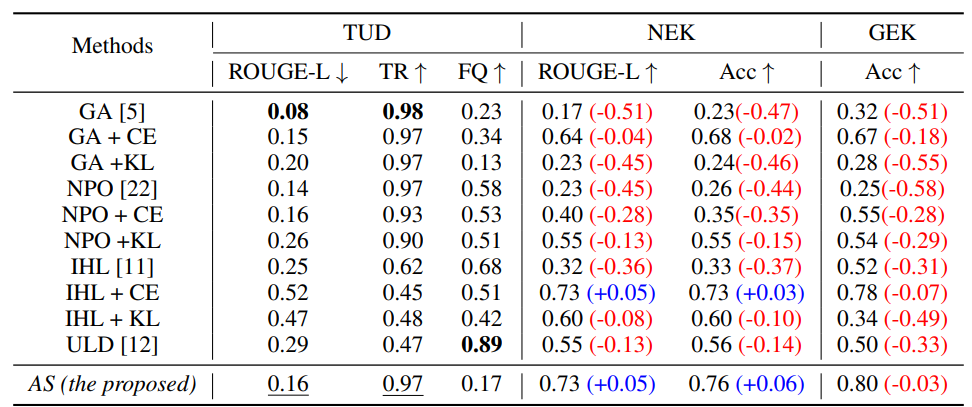 Methods TUD NEK GEK
ROUGE-L ↓ TR ↑ FQ ↑ ROUGE-L ↑ Acc ↑ Acc ↑
GA [5] 0.08 0.98 0.23 0.17 (-0.51) 0.23(-0.47) 0.32 (-0.51)
GA + CE 0.15 0.97 0.34 0.64 (-0.04) 0.68 (-0.02) 0.67 (-0.18)
GA +KL 0.20 0.97 0.13 0.23 (-0.45) 0.24(-0.46) 0.28 (-0.55)
NPO [22] 0.14 0.97 0.58 0.23 (-0.45) 0.26 (-0.44) 0.25(-0.58)
NPO + CE 0.16 0.93 0.53 0.40 (-0.28) 0.35(-0.35) 0.55(-0.28)
NPO +KL 0.26 0.90 0.51 0.55 (-0.13) 0.55 (-0.15) 0.54 (-0.29)
IHL [11] 0.25 0.62 0.68 0.32 (-0.36) 0.33 (-0.37) 0.52 (-0.31)
IHL + CE 0.52 0.45 0.51 0.73 (+0.05) 0.73 (+0.03) 0.78 (-0.07)
IHL + KL 0.47 0.48 0.42 0.60 (-0.08) 0.60 (-0.10) 0.34 (-0.49)
ULD [12] 0.29 0.47 0.89 0.55 (-0.13) 0.56 (-0.14) 0.50 (-0.33)
AS (the proposed) 0.16 0.97 0.17 0.73 (+0.05) 0.76 (+0.06) 0.80 (-0.03)